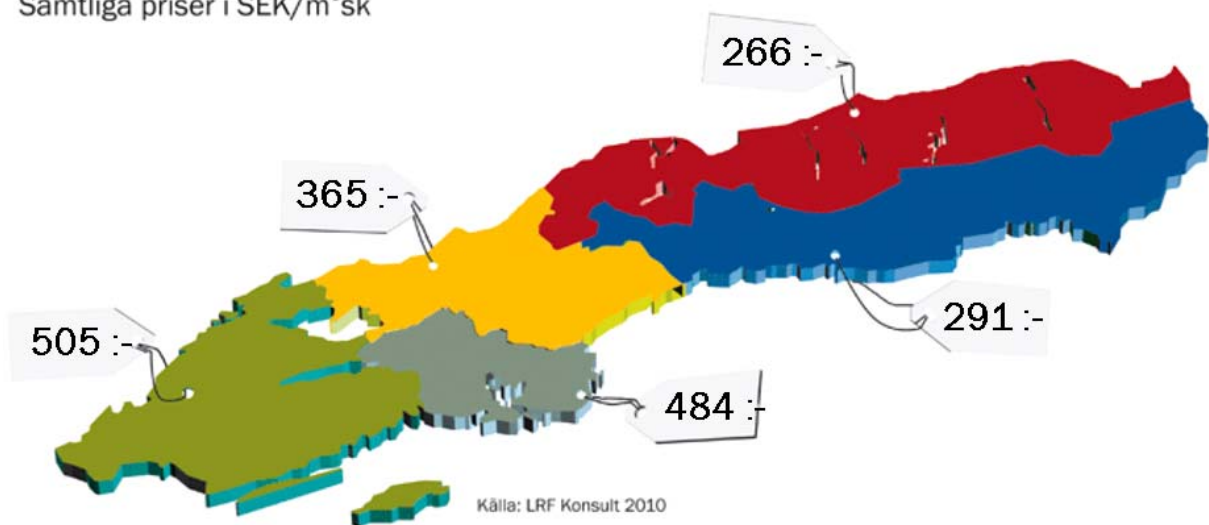 Samtliga priser i SEK/m³sk
266 :-
365 :-
505 :-
291 :-
484 :-
Källa: LRF Konsult 2010